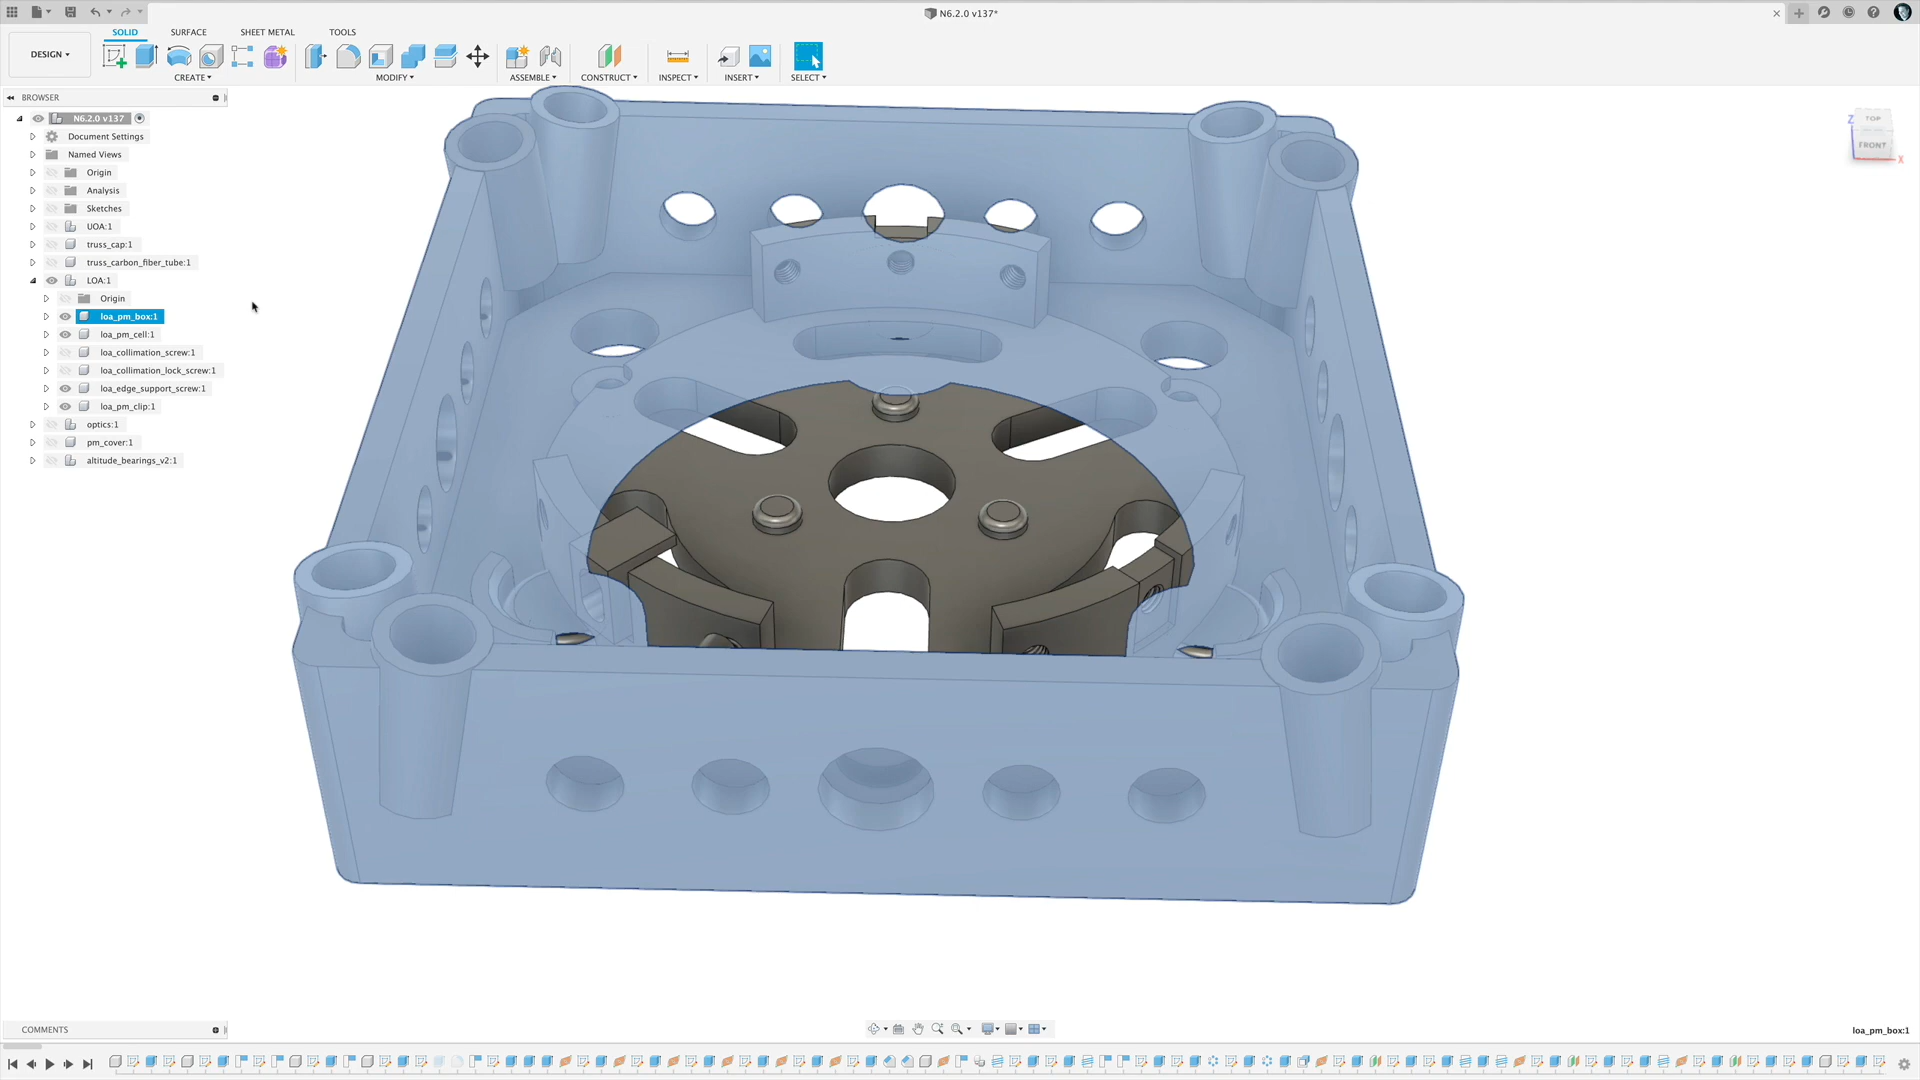 N6.2.0 v137*
DESIGN
SOLID
SURFACE
SHEET METAL
TOOLS
CREATE
MODIFY
ASSEMBLE
CONSTRUCT
INSPECT
INSERT
SELECT
BROWSER
N6.2.0 v137
Document Settings
Named Views
Origin
Analysis
Sketches
UOA:1
truss_cap:1
truss_carbon_fiber_tube:1
LOA:1
Origin
loa_pm_box:1
loa_pm_cell:1
loa_collimation_screw:1
loa_collimation_lock_screw:1
loa_edge_support_screw:1
loa_pm_clip:1
optics:1
pm_cover:1
altitude_bearings_v2:1
Z
TOP
FRONT
X
COMMENTS
loa_pm_box:1